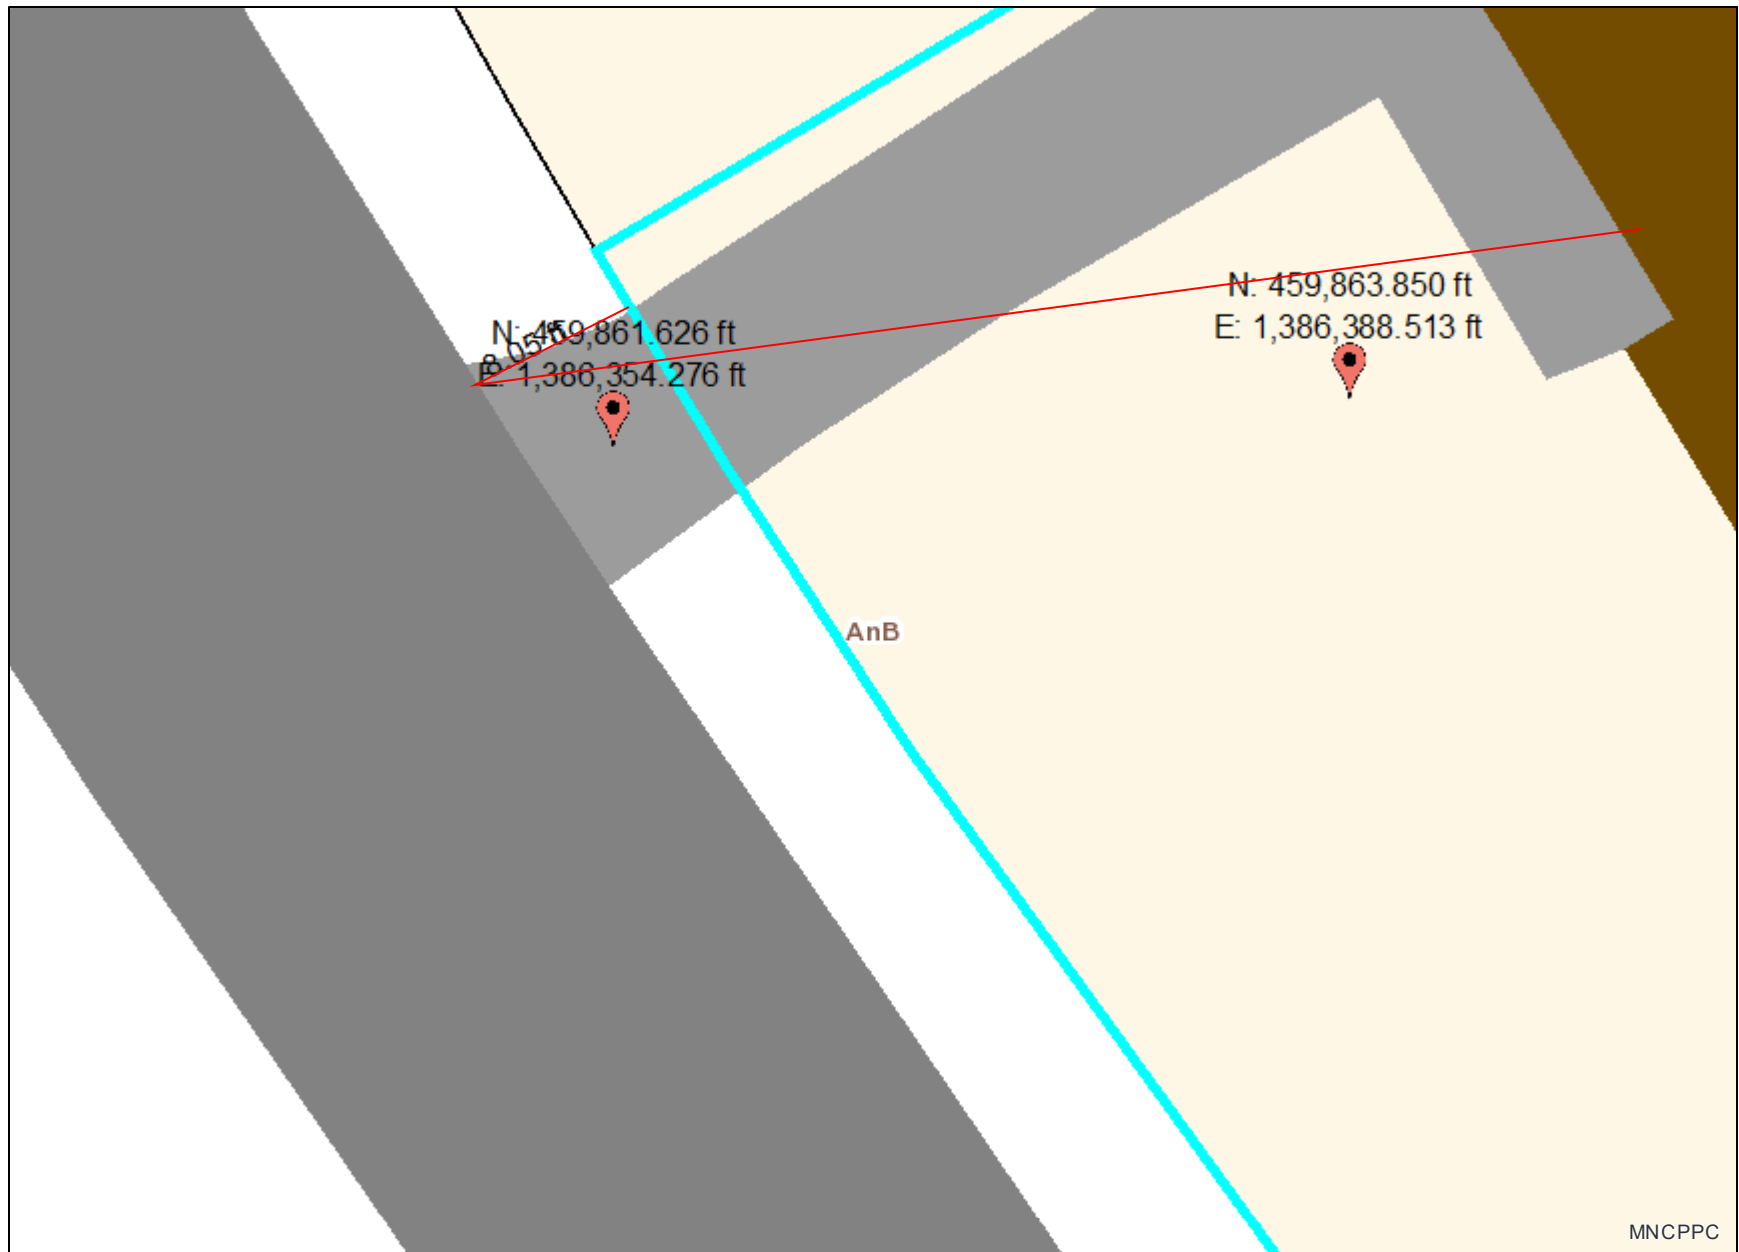 N: 459,861.626 ft
E: 1,386,354.276 ft
N: 459,863.850 ft
E: 1,386,388.513 ft
AnB
MNCPPC